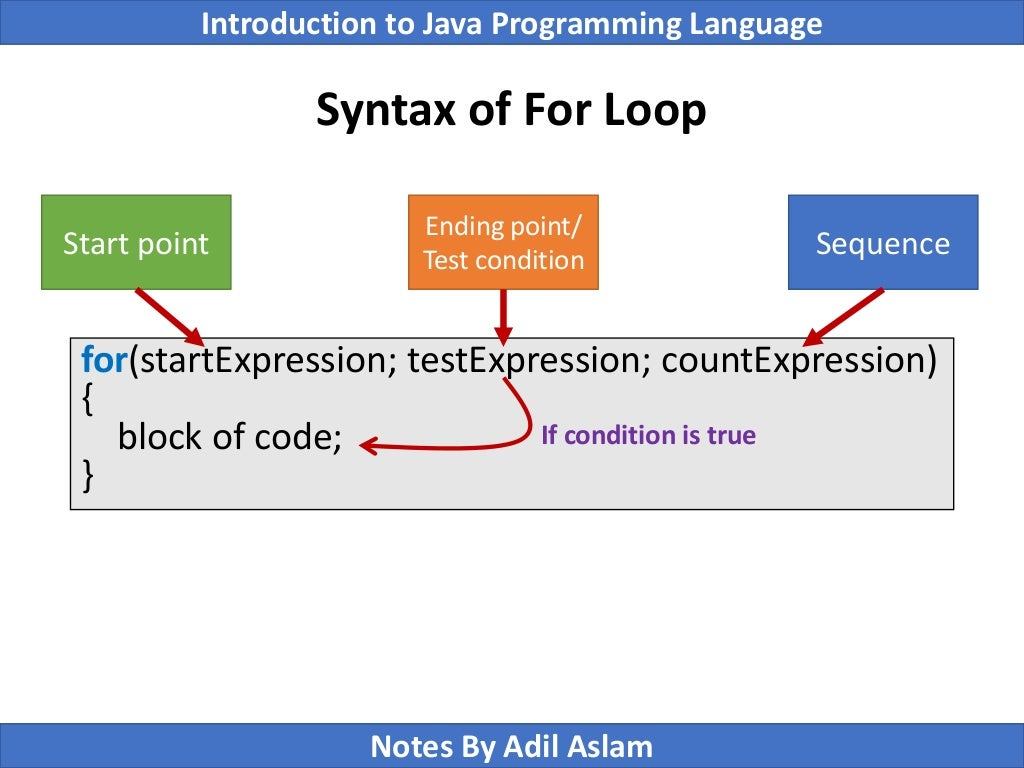 Introduction to Java Programming Language
Syntax of For Loop
Start point
Ending point/
Test condition
Sequence
for(startExpression; testExpression; countExpression)
{
block of code;
If condition is true
}
Notes By Adil Aslam